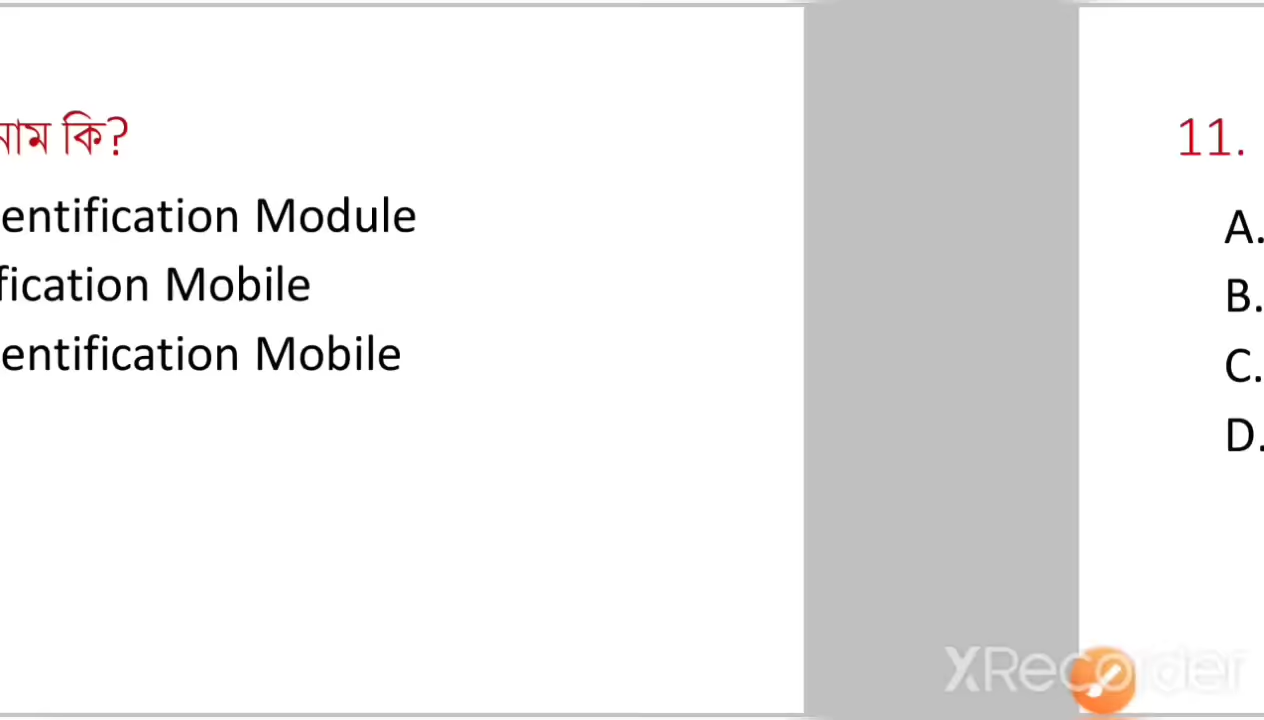 নাম কি?
entification Module
fication Mobile
entification Mobile
11.
A.
B.
C.
D.
XRecorder